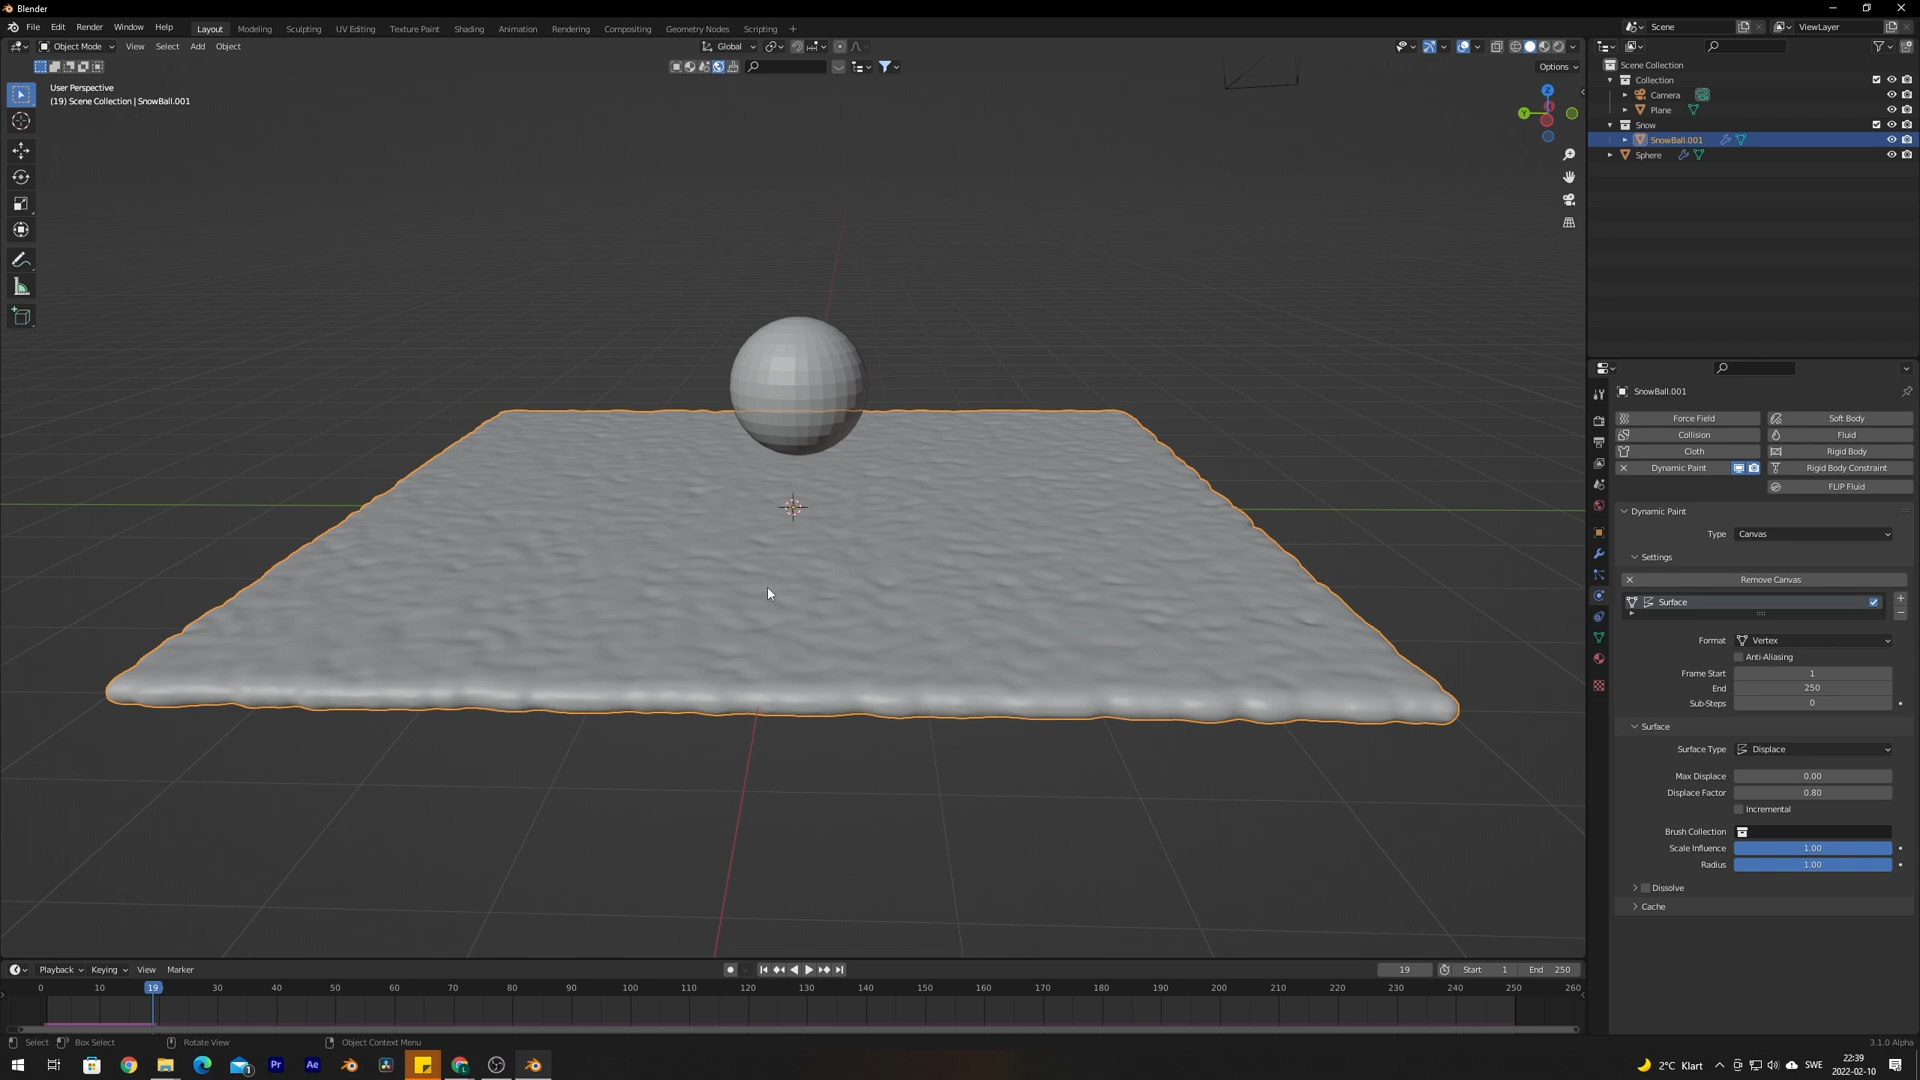 Blender
File Edit Render Window Help Layout Modeling Sculpting UV Editing Texture Paint Shading Animation Rendering Compositing Geometry Nodes Scripting + Scene ViewLayer
Object Mode View Select Add Object Global
Options
User Perspective
(19) Scene Collection | SnowBall.001
Z
Y
Scene Collection
Collection
Camera
Plane
Snow
SnowBall.001
Sphere
SnowBall.001
Force Field Soft Body
Collision Fluid
Cloth Rigid Body
Dynamic Paint Rigid Body Constraint
FLIP Fluid
Dynamic Paint
Type Canvas
Settings
Remove Canvas
Surface
Format Vertex
Anti-Aliasing
Frame Start 1
End 250
Sub-Steps 0
Surface
Surface Type Displace
Max Displace 0.00
Displace Factor 0.80
Incremental
Brush Collection
Scale Influence 1.00
Radius 1.00
Dissolve
Cache
Playback Keying View Marker 19 Start 1 End 250
0 10 19 30 40 50 60 70 80 90 100 110 120 130 140 150 160 170 180 190 200 210 220 230 240 250 260
Select Box Select Rotate View Object Context Menu 3.1.0 Alpha
1 Pr Ae 2°C Klart SWE 22:39
2022-02-10